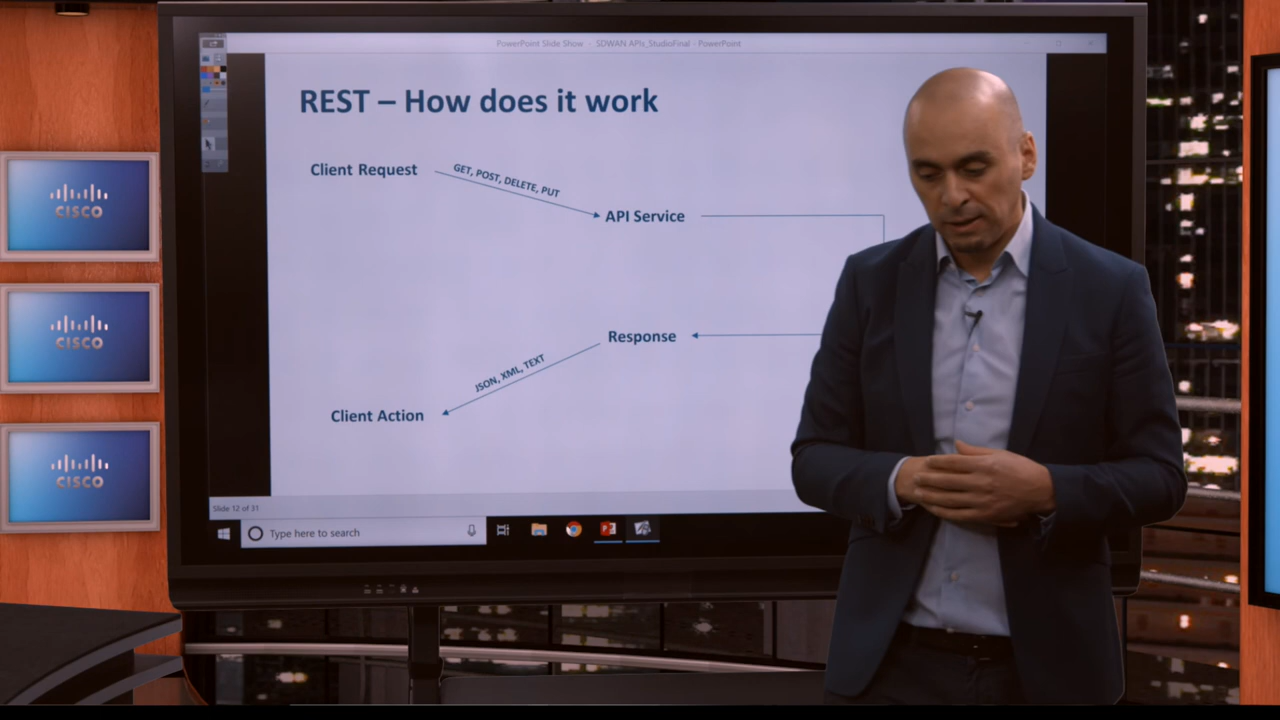 PowerPoint Slide Show - SDWAN APIs_StudioFinal - PowerPoint
REST – How does it work
Client Request
GET, POST, DELETE, PUT
API Service
Response
JSON, XML, TEXT
Client Action
Slide 12 of 31
Type here to search
CISCO
CISCO
CISCO